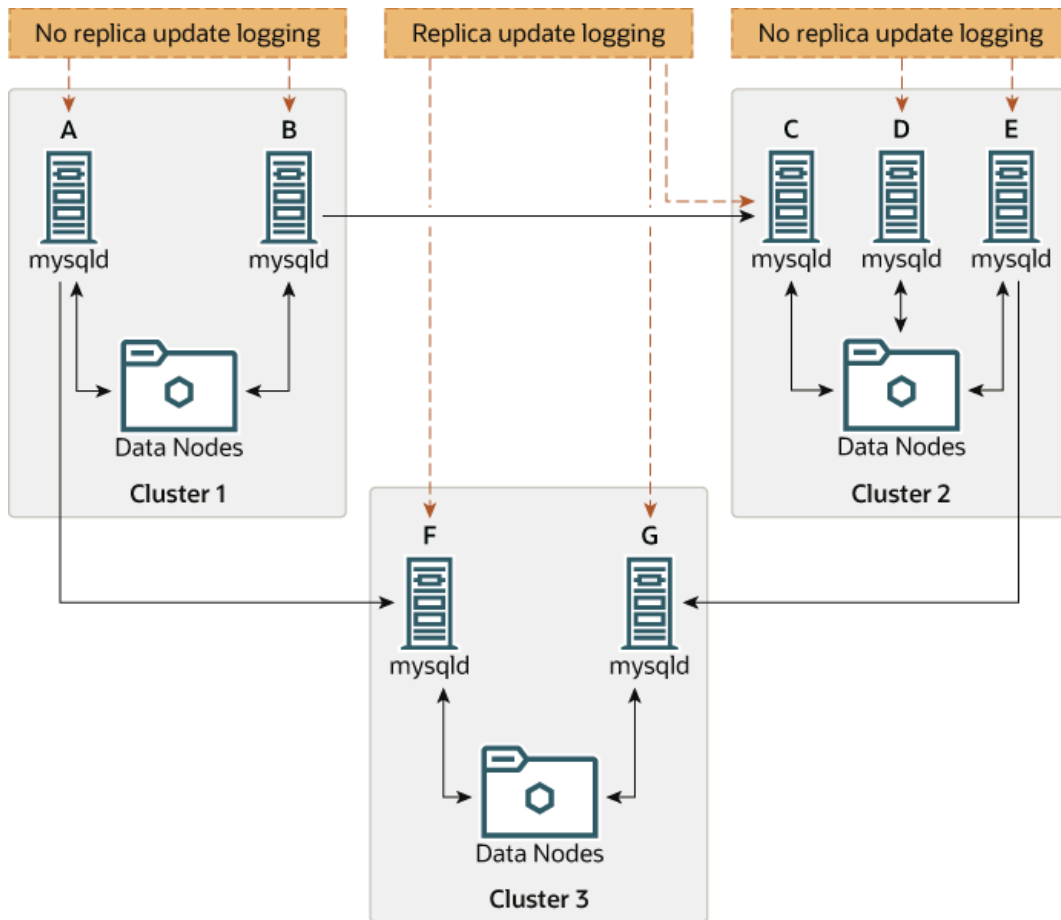 No replica update logging
Replica update logging
No replica update logging
A
B
mysqld
mysqld
Data Nodes
Cluster 1
C
D
E
mysqld
mysqld
mysqld
Data Nodes
Cluster 2
F
G
mysqld
mysqld
Data Nodes
Cluster 3